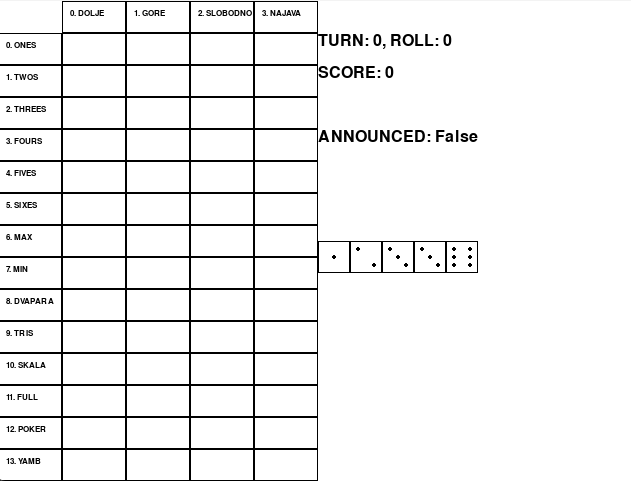 0. DOLJE 1. GORE 2. SLOBODNO 3. NAJAVA
0. ONES
TURN: 0, ROLL: 0
1. TWOS
SCORE: 0
2. THREES
3. FOURS
ANNOUNCED: False
4. FIVES
5. SIXES
6. MAX
7. MIN
8. DVAPARA
9. TRIS
10. SKALA
11. FULL
12. POKER
13. YAMB